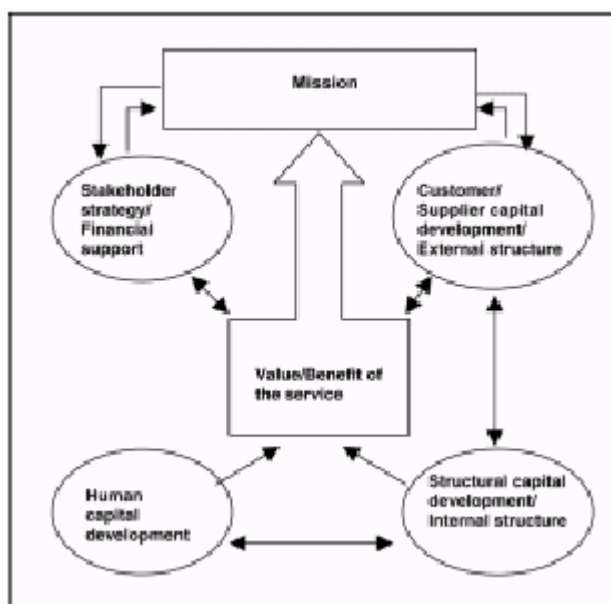 Mission
Stakeholder
strategy/
Financial
support
Customer/
Supplier capital
development/
External structure
Value/Benefit of
the service
Human
capital
development
Structural capital
development/
Internal structure